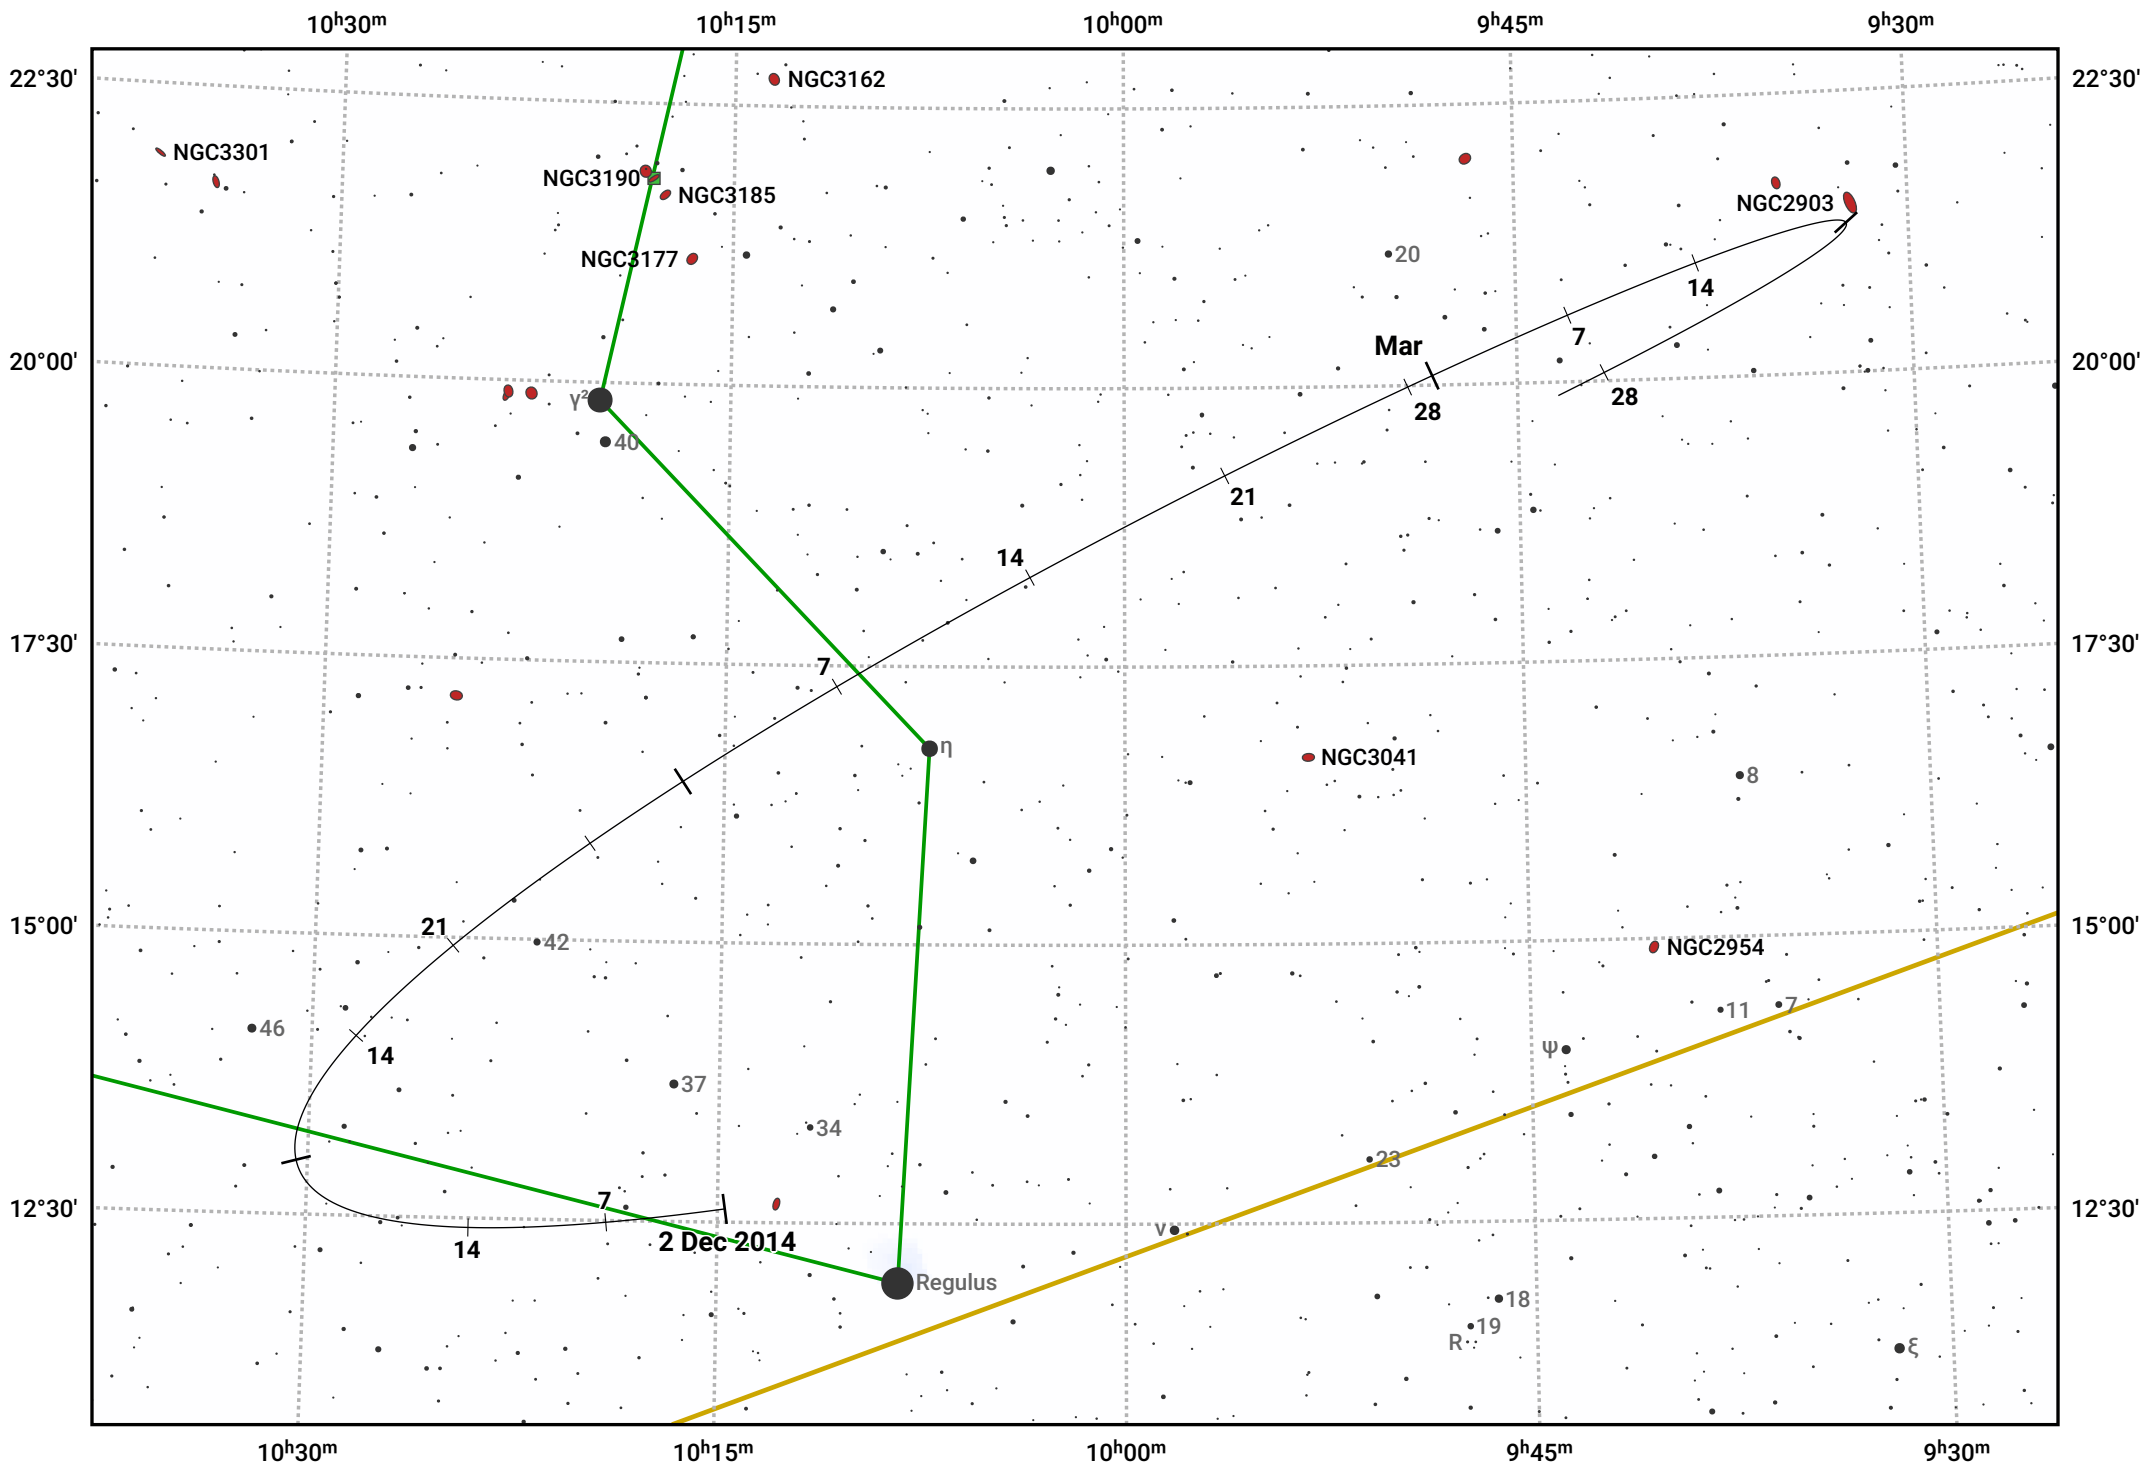 10ʰ30ᵐ 10ʰ15ᵐ 10ʰ00ᵐ 9ʰ45ᵐ 9ʰ30ᵐ
22°30' NGC3162 22°30'
NGC3301
NGC3190
NGC3185
NGC2903
20
NGC3177
14
7
Mar
20°00' 20°00'
28
γ² 28
40
21
14
17°30' 17°30'
7
η
NGC3041
8
15°00' 15°00'
21
42 NGC2954
7
11
46
ψ
14
37
34
23
12°30' 12°30'
7
ν
2 Dec 2014
14
Regulus
18
19
R
ξ
10ʰ30ᵐ 10ʰ15ᵐ 10ʰ00ᵐ 9ʰ45ᵐ 9ʰ30ᵐ